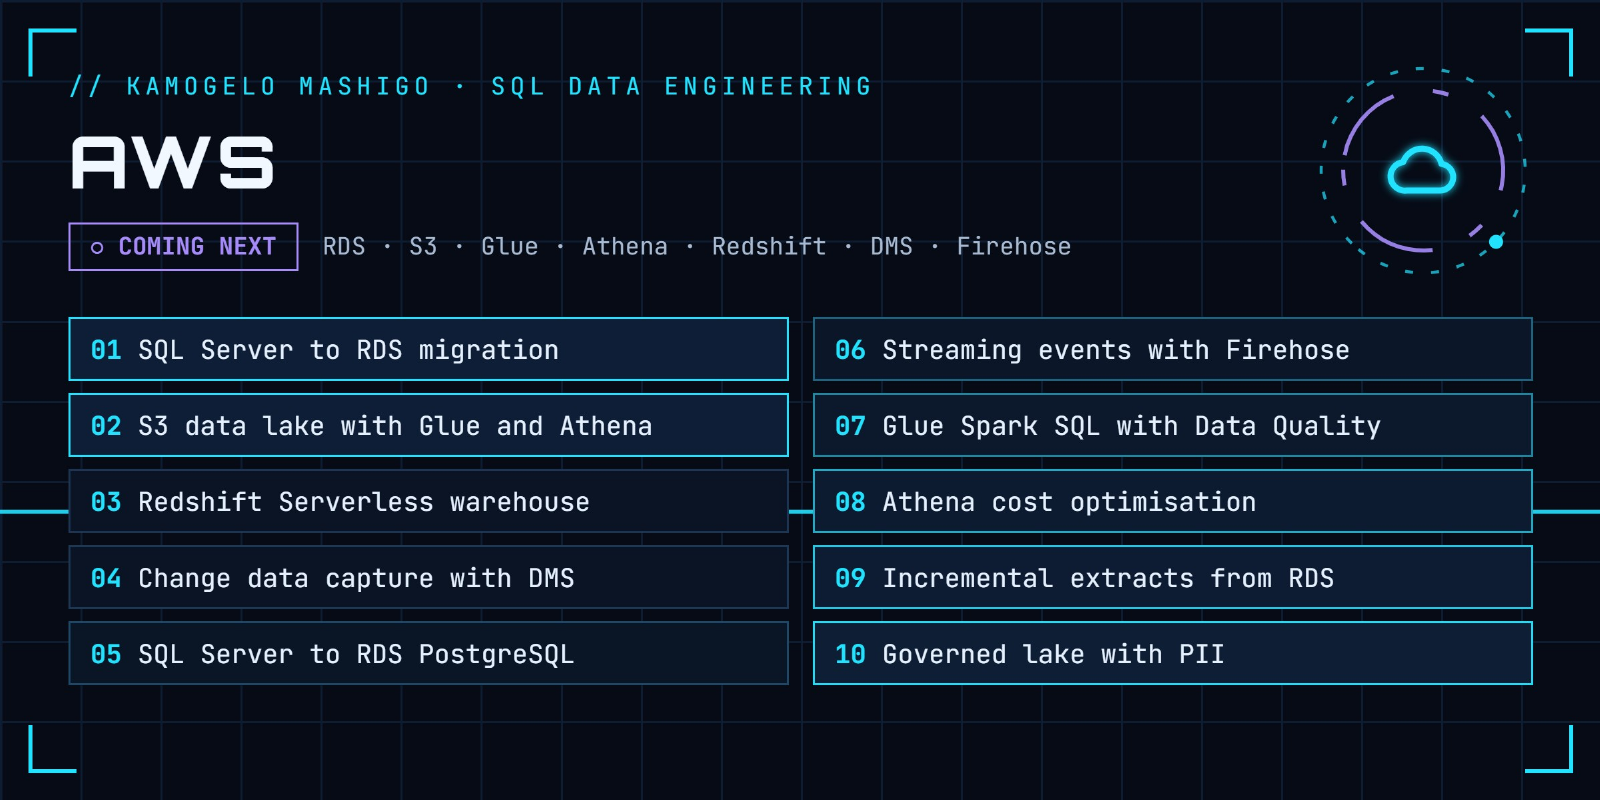 // KAMOGELO MASHIGO · SQL DATA ENGINEERING
AWS
○ COMING NEXT RDS · S3 · Glue · Athena · Redshift · DMS · Firehose
01 SQL Server to RDS migration
02 S3 data lake with Glue and Athena
03 Redshift Serverless warehouse
04 Change data capture with DMS
05 SQL Server to RDS PostgreSQL
06 Streaming events with Firehose
07 Glue Spark SQL with Data Quality
08 Athena cost optimisation
09 Incremental extracts from RDS
10 Governed lake with PII